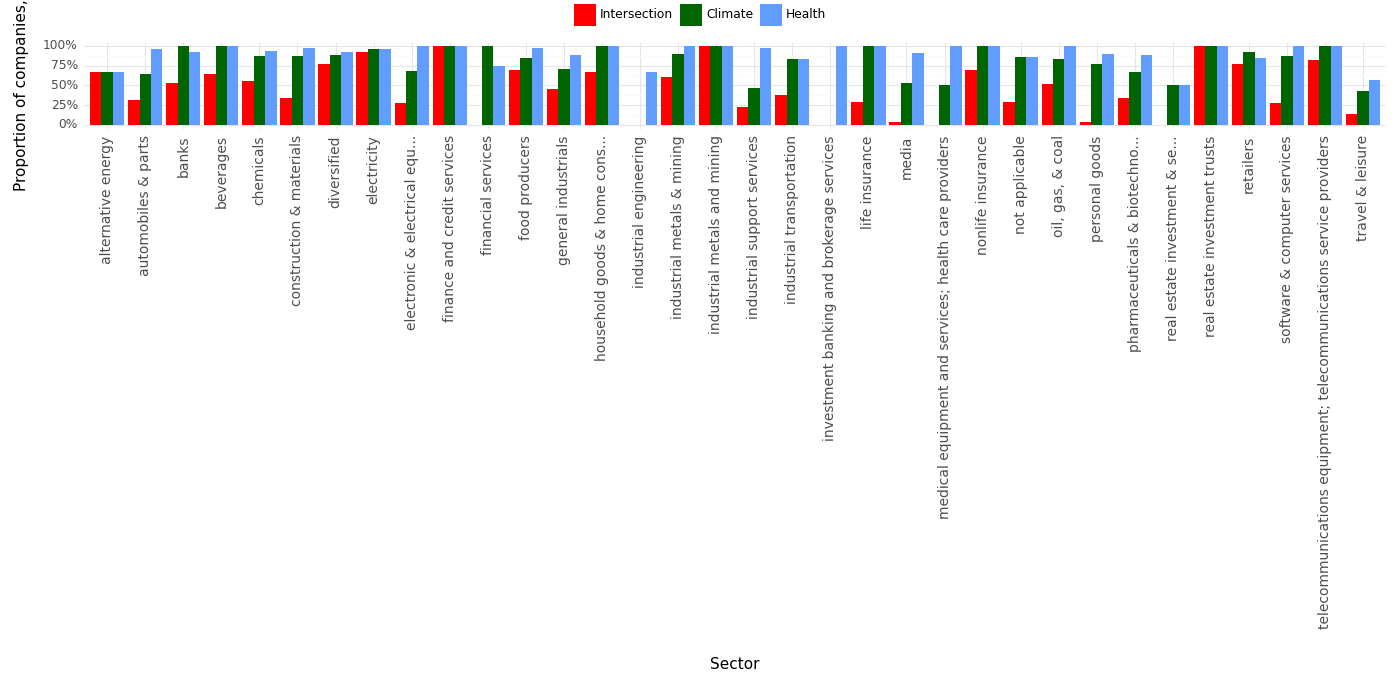 Intersection Climate Health
Proportion of companies,
100%
75%
50%
25%
0%
alternative energy
automobiles & parts
banks
beverages
chemicals
construction & materials
diversified
electricity
electronic & electrical equ...
finance and credit services
financial services
food producers
general industrials
household goods & home cons...
industrial engineering
industrial metals & mining
industrial metals and mining
industrial support services
industrial transportation
investment banking and brokerage services
life insurance
media
medical equipment and services; health care providers
nonlife insurance
not applicable
oil, gas, & coal
personal goods
pharmaceuticals & biotechno...
real estate investment & se...
real estate investment trusts
retailers
software & computer services
telecommunications equipment; telecommunications service providers
travel & leisure
Sector